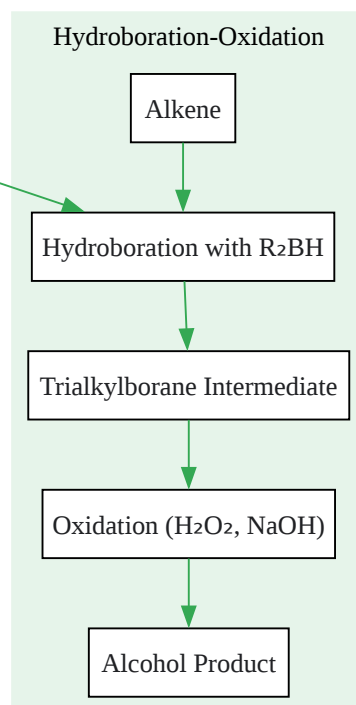 Hydroboration-Oxidation
Alkene
Hydroboration with R₂BH
Trialkylborane Intermediate
Oxidation (H₂O₂, NaOH)
Alcohol Product